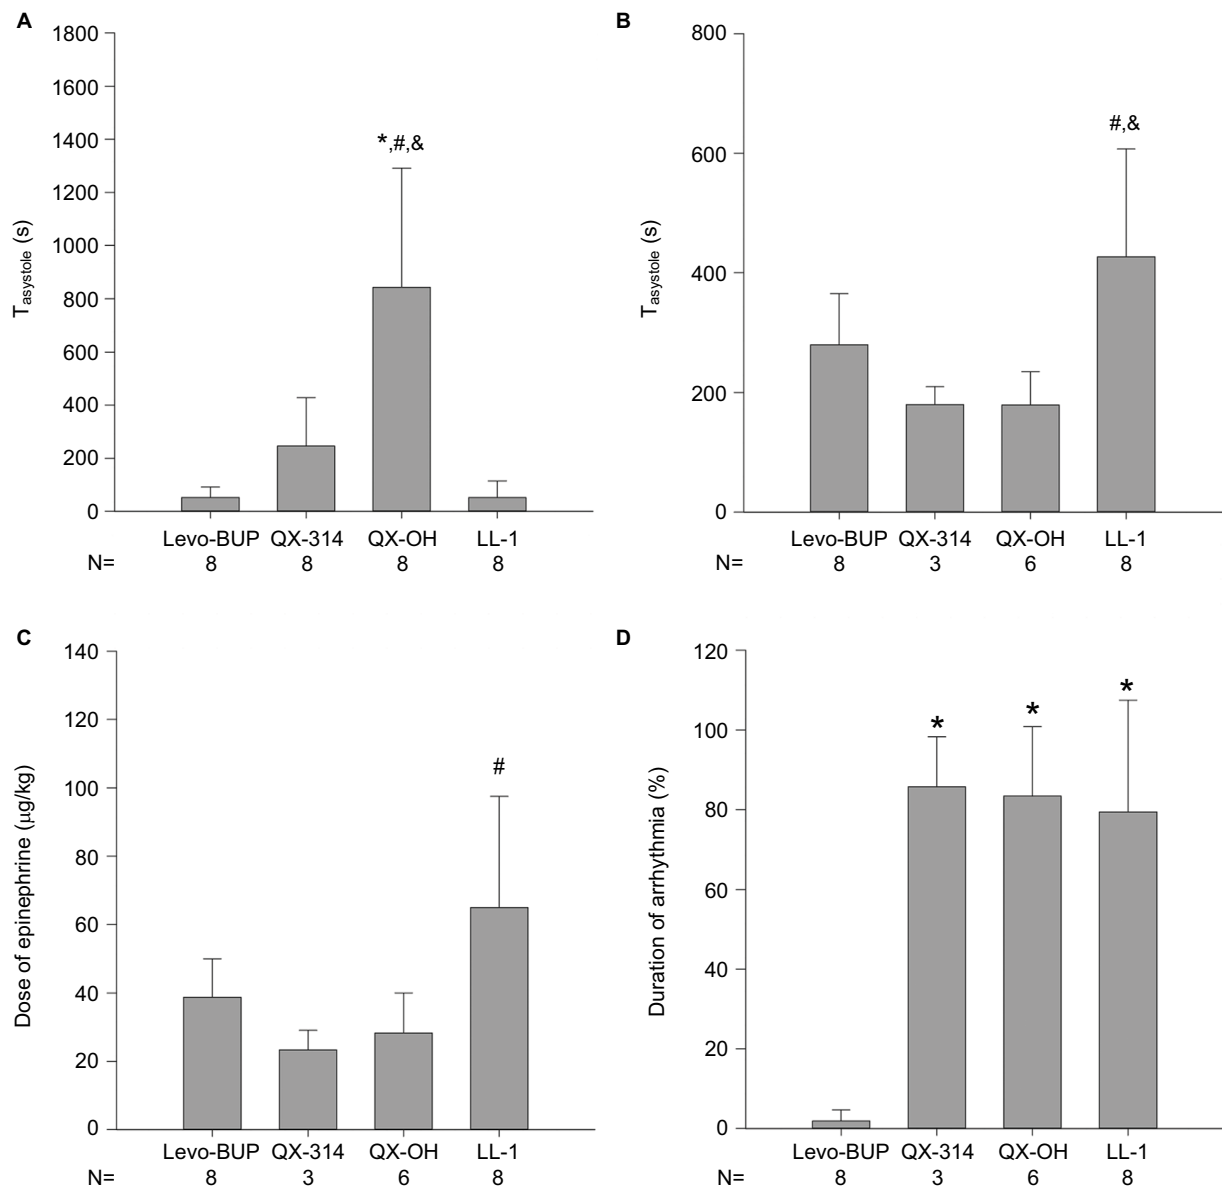 A
1800
1600
1400
1200
1000
800
600
400
200
0
Tasystole (s)
*,#,&
Levo-BUP QX-314 QX-OH LL-1
N= 8 8 8 8
B
800
600
400
200
0
Tasystole (s)
#,&
Levo-BUP QX-314 QX-OH LL-1
N= 8 3 6 8
C
140
120
100
80
60
40
20
0
Dose of epinephrine (µg/kg)
#
Levo-BUP QX-314 QX-OH LL-1
N= 8 3 6 8
D
120
100
80
60
40
20
0
Duration of arrhythmia (%)
* * *
Levo-BUP QX-314 QX-OH LL-1
N= 8 3 6 8